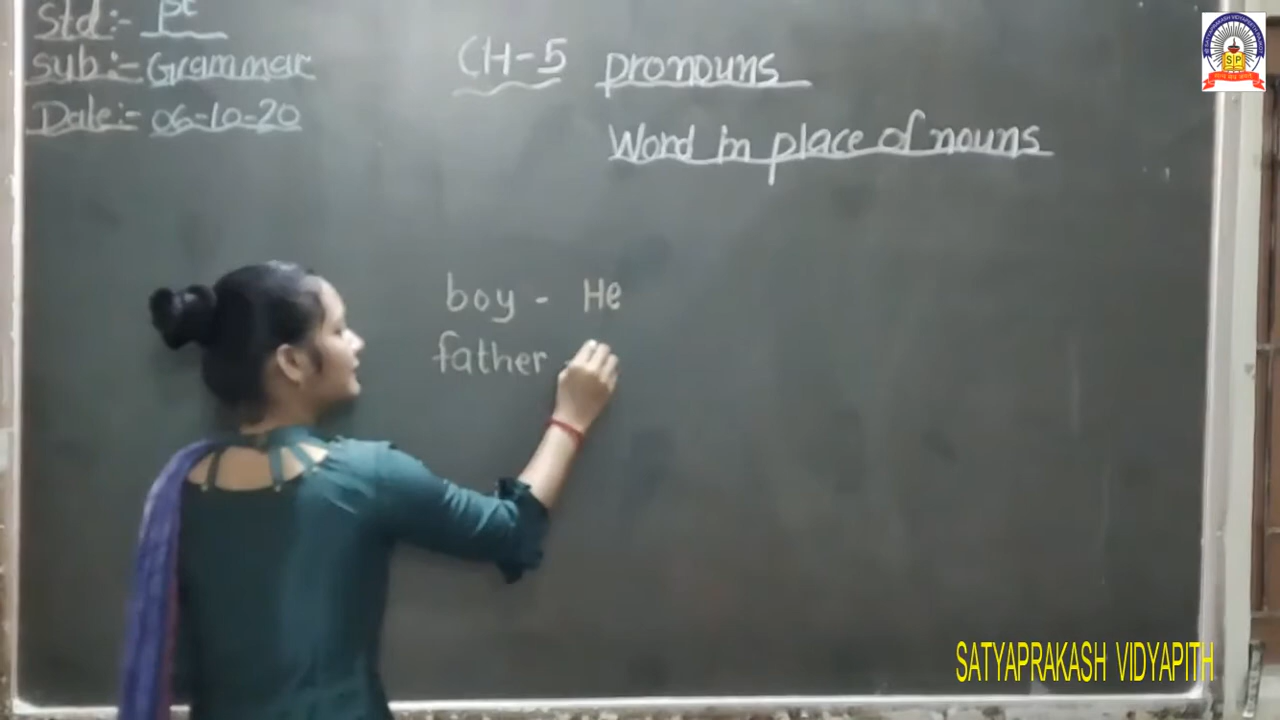 Std:- 1st
Sub:- Grammar
Date:- 06-10-20
CH-5 pronouns
Word in place of nouns
boy - He
father -
SP
SATYAPRAKASH VIDYAPITH